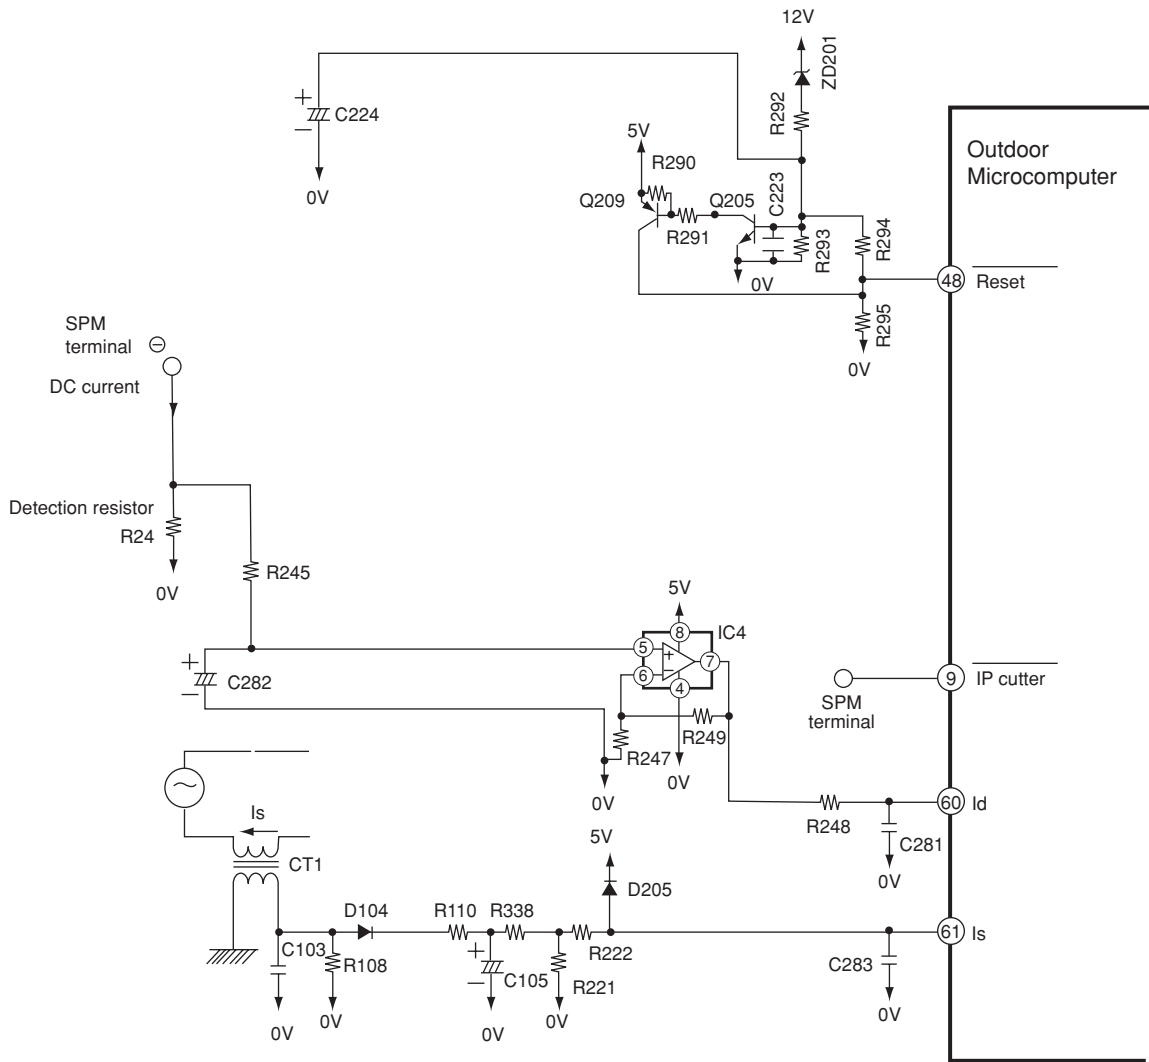 12V
ZD201
C224
R292
0V
5V
R290
Outdoor
Microcomputer
Q209
Q205
C223
R291
R293
R294
0V
48
Reset
R295
0V
SPM
terminal
DC current
Detection resistor
R24
0V
R245
5V
8
IC4
5
+
7
6
−
4
+
C282
−
R249
R247
0V
0V
SPM
terminal
9
IP cutter
60
Id
R248
C281
0V
Is
CT1
5V
D205
D104
R110
R338
R222
61
Is
C103
R108
+
C105
−
R221
C283
0V
0V
0V
0V
0V